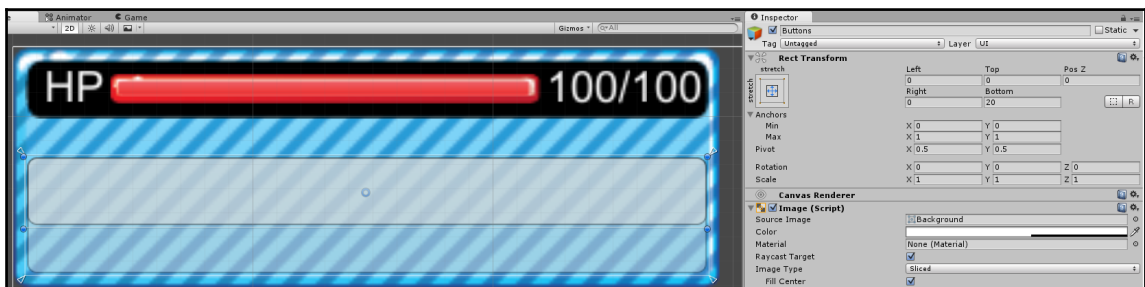 Animator Game
2D Gizmos All
HP 100/100
Inspector
Buttons Static
Tag Untagged Layer UI
Rect Transform
stretch Left Top Pos Z
stretch 0 0 0
Right Bottom
0 20 R
Anchors
Min X 0 Y 0
Max X 1 Y 1
Pivot X 0.5 Y 0.5
Rotation X 0 Y 0 Z 0
Scale X 1 Y 1 Z 1
Canvas Renderer
Image (Script)
Source Image Background
Color
Material None (Material)
Raycast Target
Image Type Sliced
Fill Center